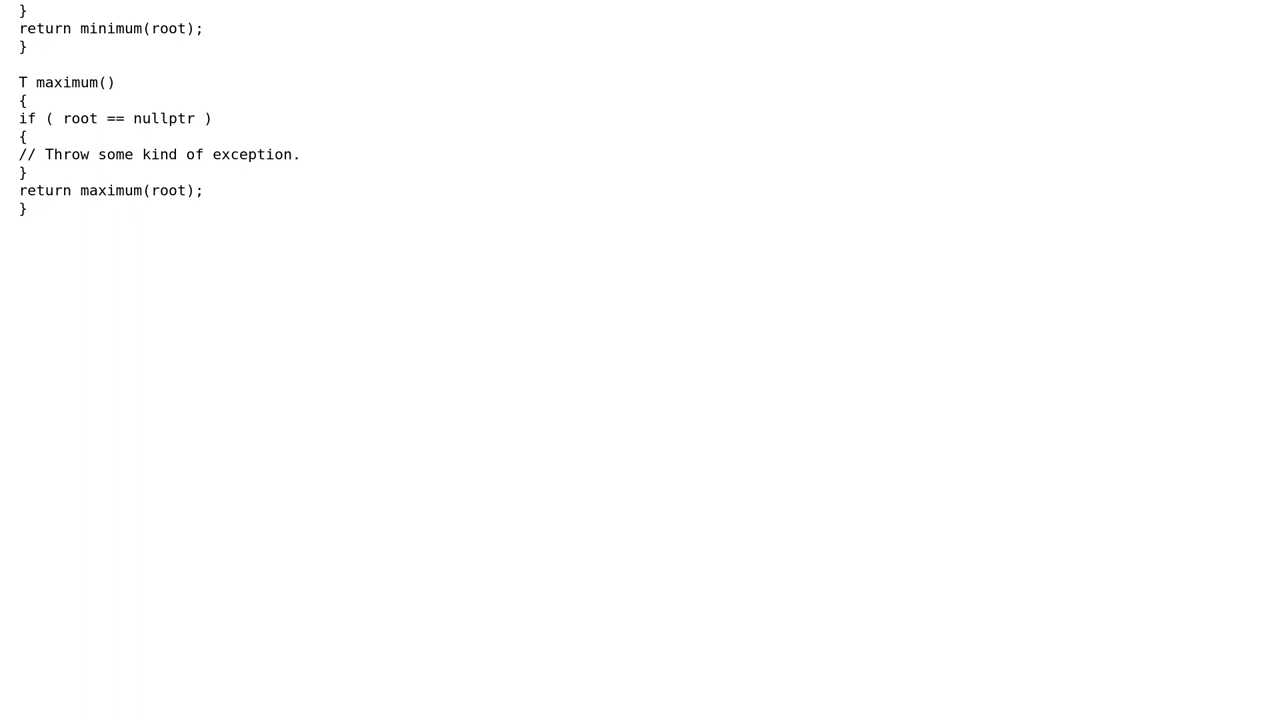 }
return minimum(root);
}

T maximum()
{
if ( root == nullptr )
{
// Throw some kind of exception.
}
return maximum(root);
}